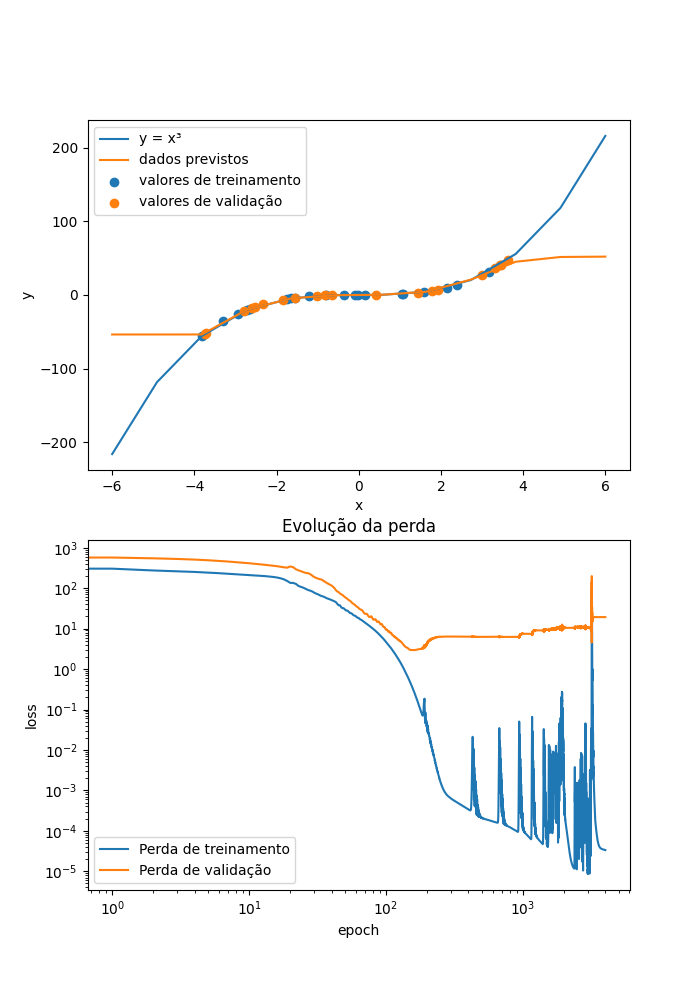 y = x³
dados previstos
valores de treinamento
valores de validação
200
100
0
−100
−200
y
−6
−4
−2
0
2
4
6
x
Evolução da perda
10³
10²
10¹
10⁰
10⁻¹
10⁻²
10⁻³
10⁻⁴
10⁻⁵
loss
Perda de treinamento
Perda de validação
10⁰
10¹
10²
10³
epoch